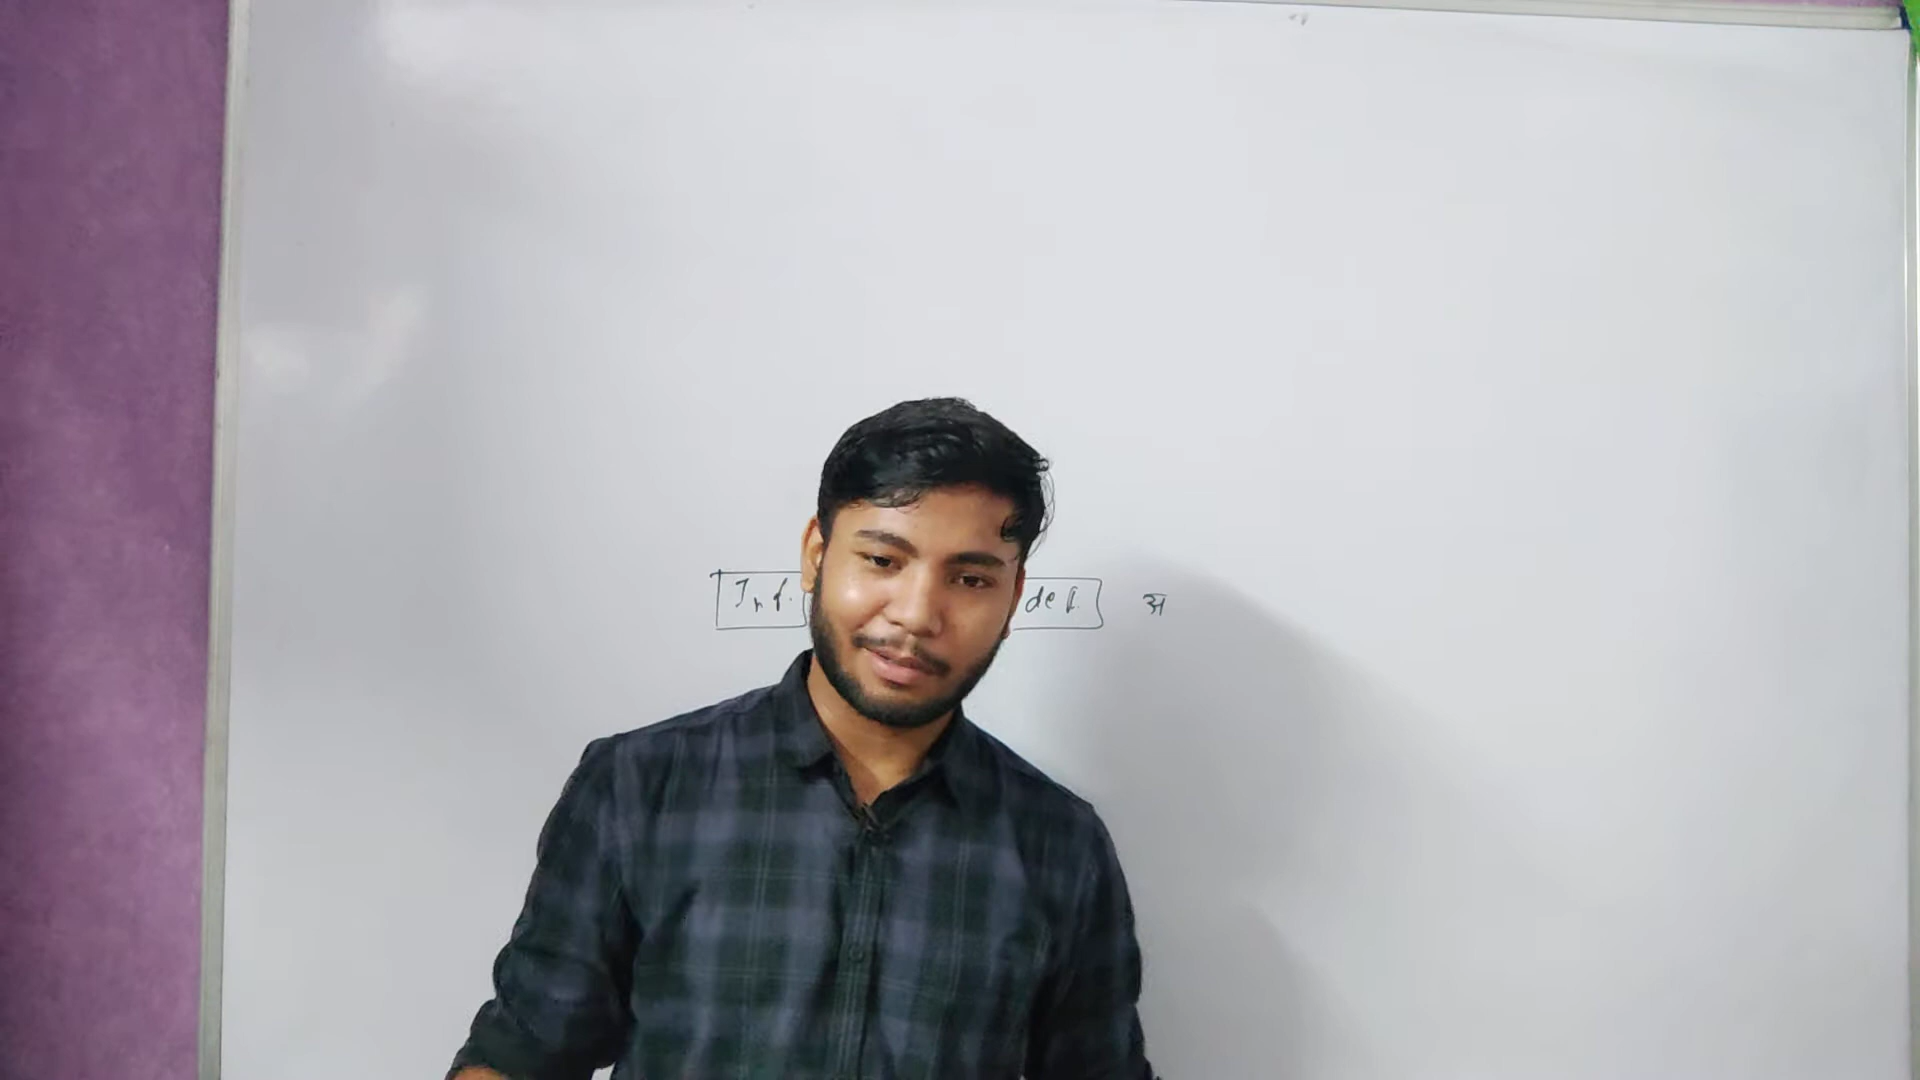 Inf. def. अ